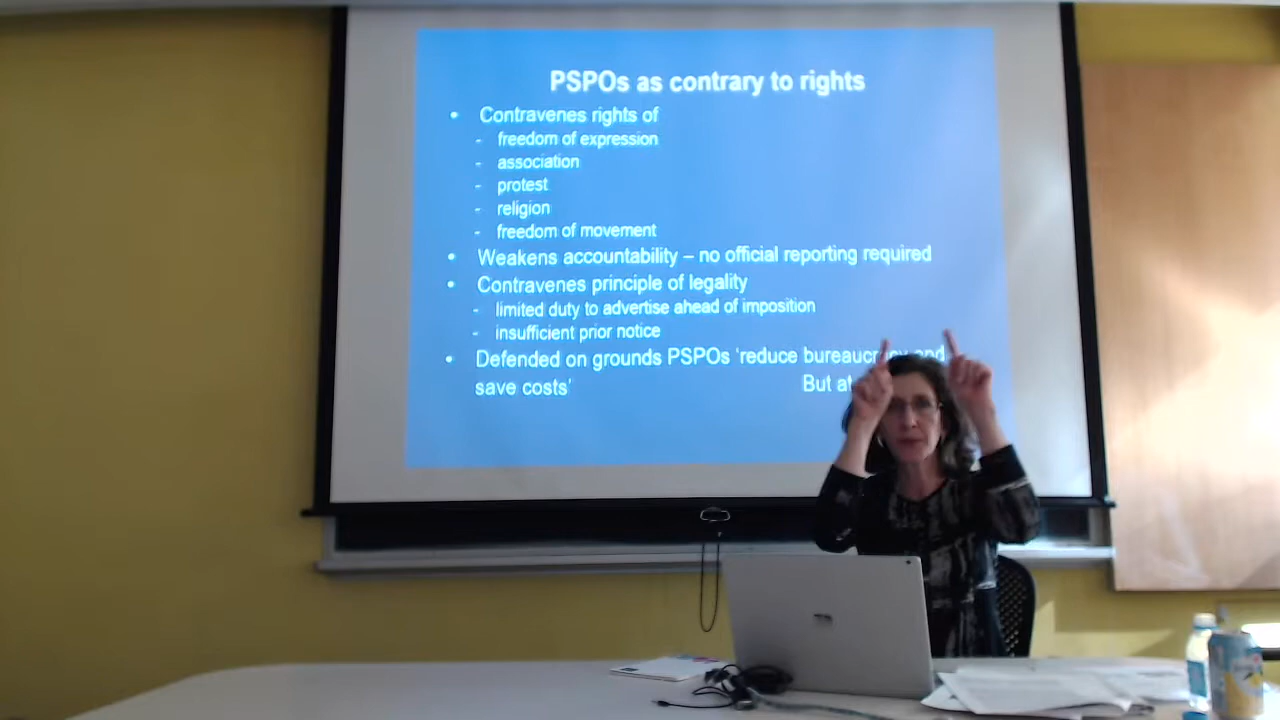 PSPOs as contrary to rights
• Contravenes rights of
- freedom of expression
- association
- protest
- religion
- freedom of movement
• Weakens accountability – no official reporting required
• Contravenes principle of legality
- limited duty to advertise ahead of imposition
- insufficient prior notice
• Defended on grounds PSPOs 'reduce bureaucracy and
save costs' But at